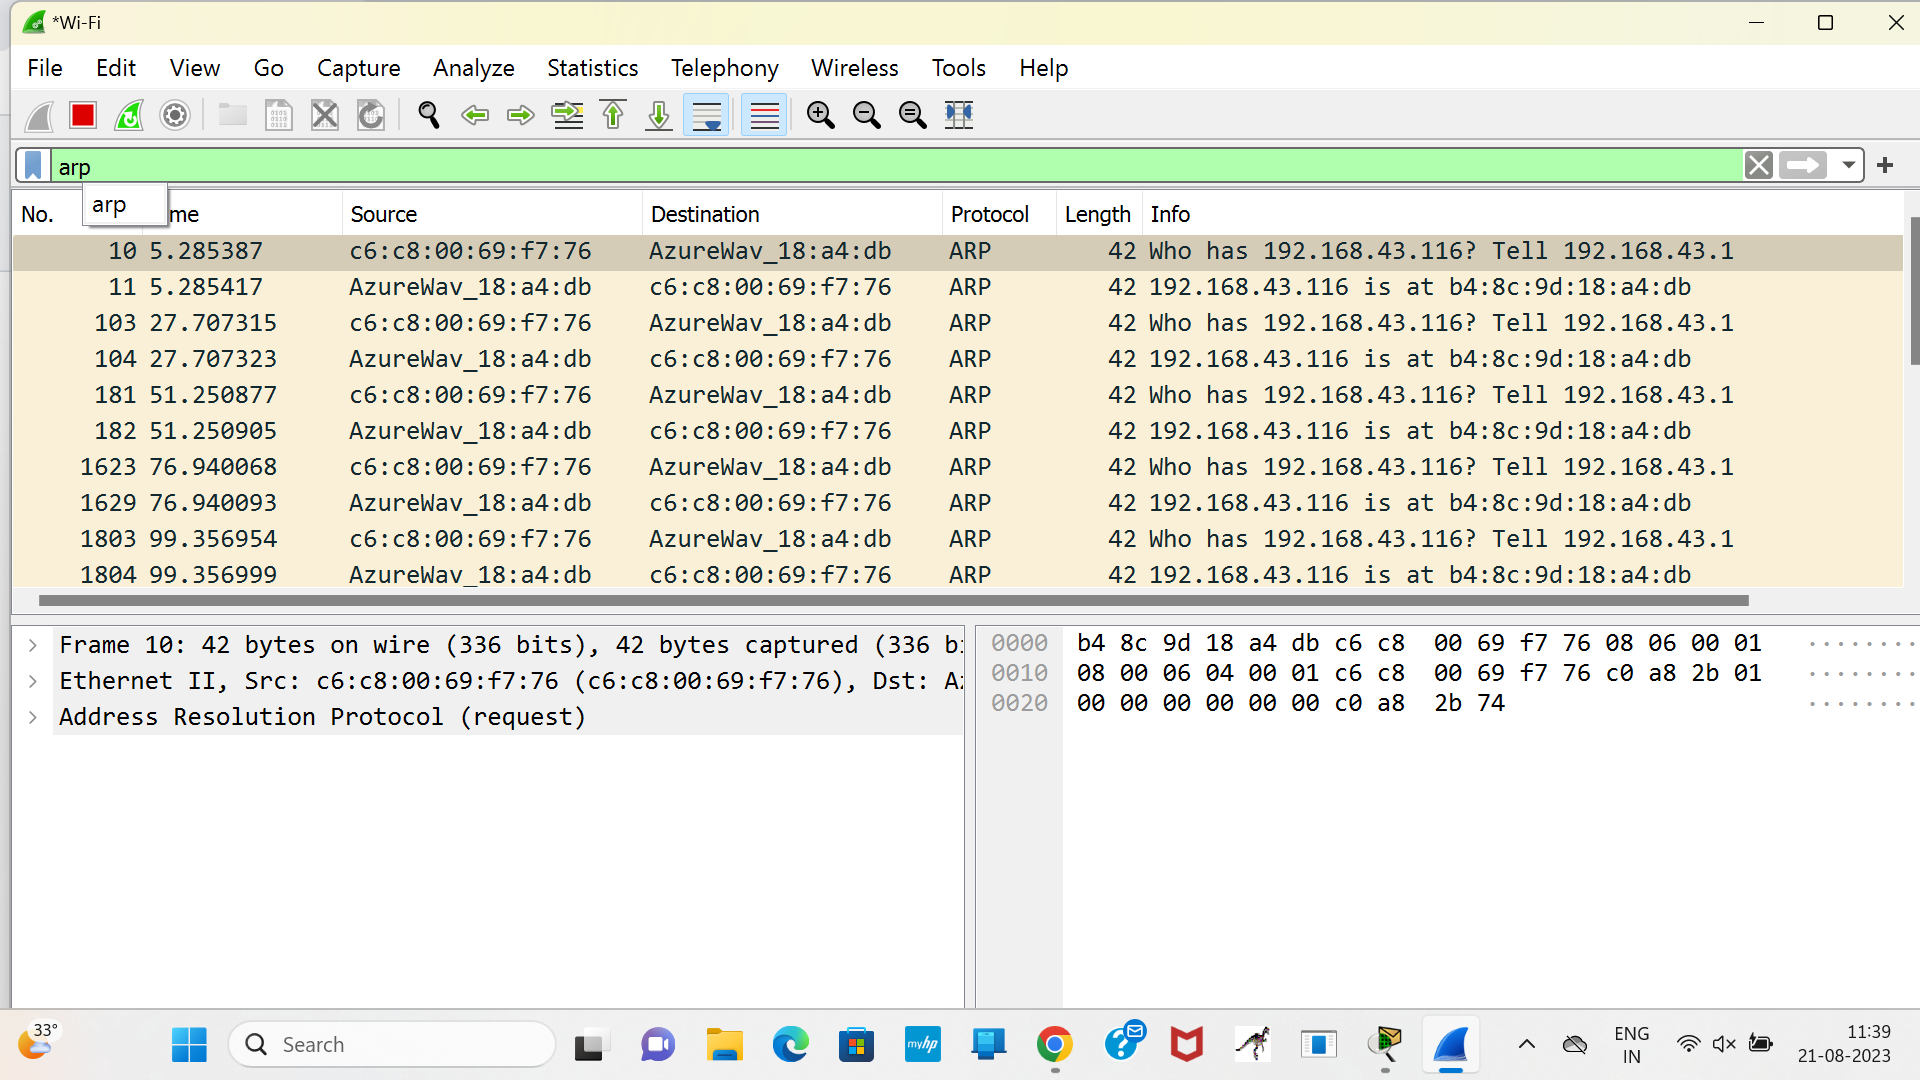 *Wi-Fi
File Edit View Go Capture Analyze Statistics Telephony Wireless Tools Help
arp
arp
No. me Source Destination Protocol Length Info
10 5.285387 c6:c8:00:69:f7:76 AzureWav_18:a4:db ARP 42 Who has 192.168.43.116? Tell 192.168.43.1
11 5.285417 AzureWav_18:a4:db c6:c8:00:69:f7:76 ARP 42 192.168.43.116 is at b4:8c:9d:18:a4:db
103 27.707315 c6:c8:00:69:f7:76 AzureWav_18:a4:db ARP 42 Who has 192.168.43.116? Tell 192.168.43.1
104 27.707323 AzureWav_18:a4:db c6:c8:00:69:f7:76 ARP 42 192.168.43.116 is at b4:8c:9d:18:a4:db
181 51.250877 c6:c8:00:69:f7:76 AzureWav_18:a4:db ARP 42 Who has 192.168.43.116? Tell 192.168.43.1
182 51.250905 AzureWav_18:a4:db c6:c8:00:69:f7:76 ARP 42 192.168.43.116 is at b4:8c:9d:18:a4:db
1623 76.940068 c6:c8:00:69:f7:76 AzureWav_18:a4:db ARP 42 Who has 192.168.43.116? Tell 192.168.43.1
1629 76.940093 AzureWav_18:a4:db c6:c8:00:69:f7:76 ARP 42 192.168.43.116 is at b4:8c:9d:18:a4:db
1803 99.356954 c6:c8:00:69:f7:76 AzureWav_18:a4:db ARP 42 Who has 192.168.43.116? Tell 192.168.43.1
1804 99.356999 AzureWav_18:a4:db c6:c8:00:69:f7:76 ARP 42 192.168.43.116 is at b4:8c:9d:18:a4:db
Frame 10: 42 bytes on wire (336 bits), 42 bytes captured (336 bi
Ethernet II, Src: c6:c8:00:69:f7:76 (c6:c8:00:69:f7:76), Dst: Az
Address Resolution Protocol (request)
0000 b4 8c 9d 18 a4 db c6 c8 00 69 f7 76 08 06 00 01 ········
0010 08 00 06 04 00 01 c6 c8 00 69 f7 76 c0 a8 2b 01 ········
0020 00 00 00 00 00 00 c0 a8 2b 74 ········
33°
Search
myhp
ENG
IN
11:39
21-08-2023